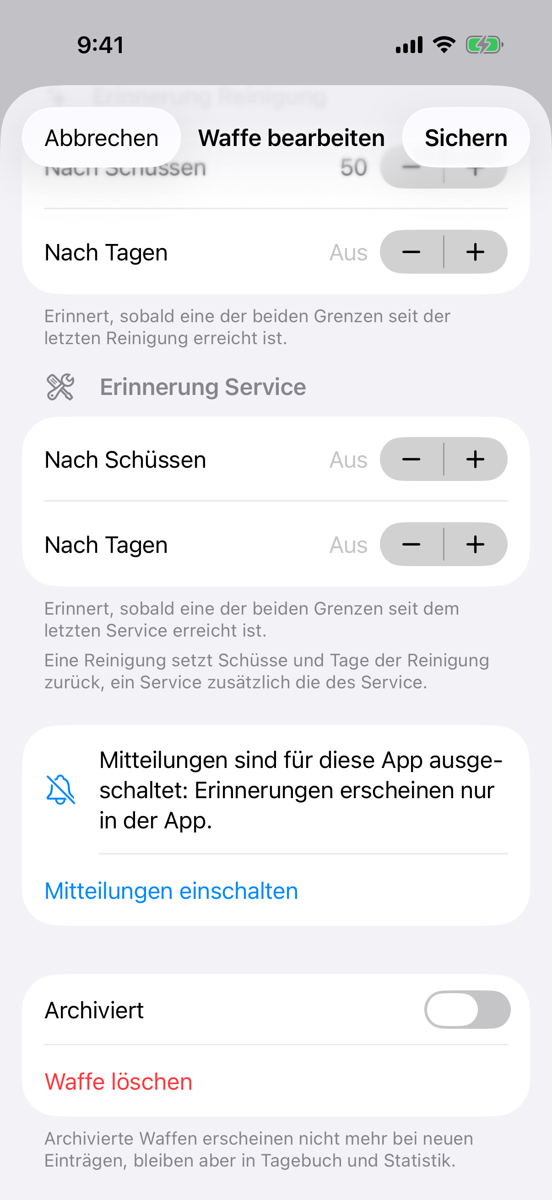 9:41
Erinnerung Reinigung
Abbrechen
Waffe bearbeiten
Sichern
Nach Schüssen
50
Nach Tagen
Aus
Erinnert, sobald eine der beiden Grenzen seit der
letzten Reinigung erreicht ist.
Erinnerung Service
Nach Schüssen
Aus
Nach Tagen
Aus
Erinnert, sobald eine der beiden Grenzen seit dem
letzten Service erreicht ist.
Eine Reinigung setzt Schüsse und Tage der Reinigung
zurück, ein Service zusätzlich die des Service.
Mitteilungen sind für diese App ausge-
schaltet: Erinnerungen erscheinen nur
in der App.
Mitteilungen einschalten
Archiviert
Waffe löschen
Archivierte Waffen erscheinen nicht mehr bei neuen
Einträgen, bleiben aber in Tagebuch und Statistik.